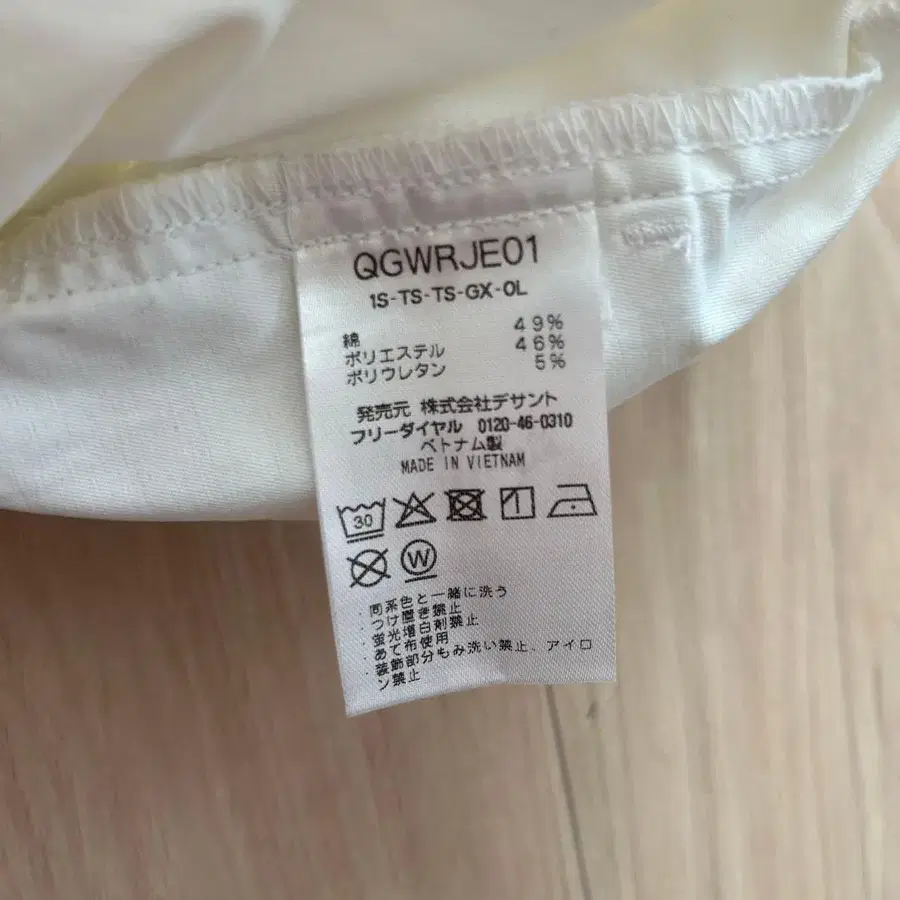 QGWRJE01
1S-TS-TS-GX-0L
綿 49%
ポリエステル 46%
ポリウレタン 5%
発売元 株式会社デサント
フリーダイヤル 0120-46-0310
ベトナム製
MADE IN VIETNAM
30
1
W
・同系色と一緒に洗う
・つけ置き禁止
・蛍光増白剤禁止
・あて布使用
・装飾部分もみ洗い禁止、アイロ
ン禁止